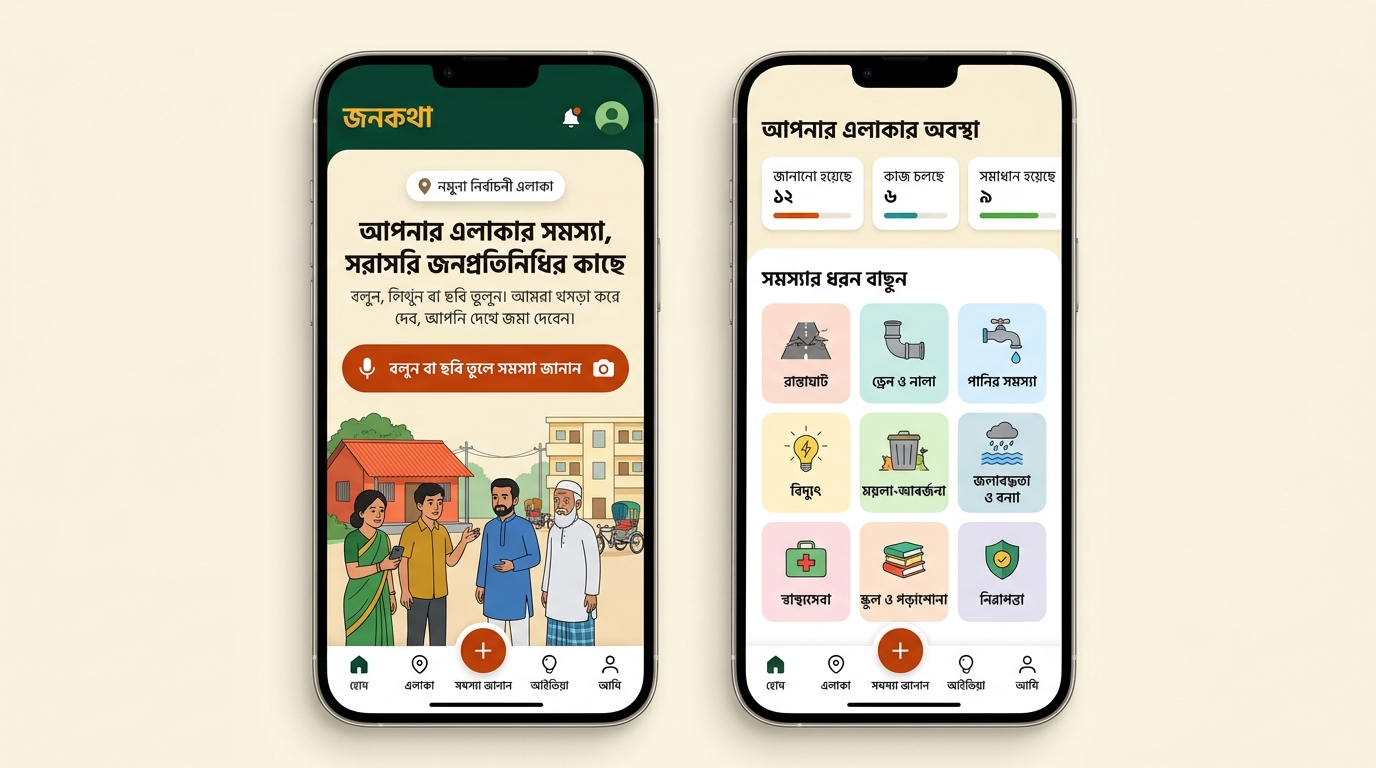 জনকথা
নমুনা নির্বাচনী এলাকা
আপনার এলাকার সমস্যা,
সরাসরি জনপ্রতিনিধির কাছে
বলুন, লিখুন বা ছবি তুলুন। আমরা খসড়া করে
দেব, আপনি দেখে জমা দেবেন।
বলুন বা ছবি তুলে সমস্যা জানান
হোম
এলাকা
সমস্যা জানান
আইডিয়া
আমি
আপনার এলাকার অবস্থা
জানানো হয়েছে
১২
কাজ চলছে
৬
সমাধান হয়েছে
৯
সমস্যার ধরন বাছুন
রাস্তাঘাট
ড্রেন ও নালা
পানির সমস্যা
বিদ্যুৎ
ময়লা-আবর্জনা
জলাবদ্ধতা
ও বন্যা
স্বাস্থ্যসেবা
স্কুল ও পড়াশোনা
নিরাপত্তা
হোম
এলাকা
সমস্যা জানান
আইডিয়া
আমি